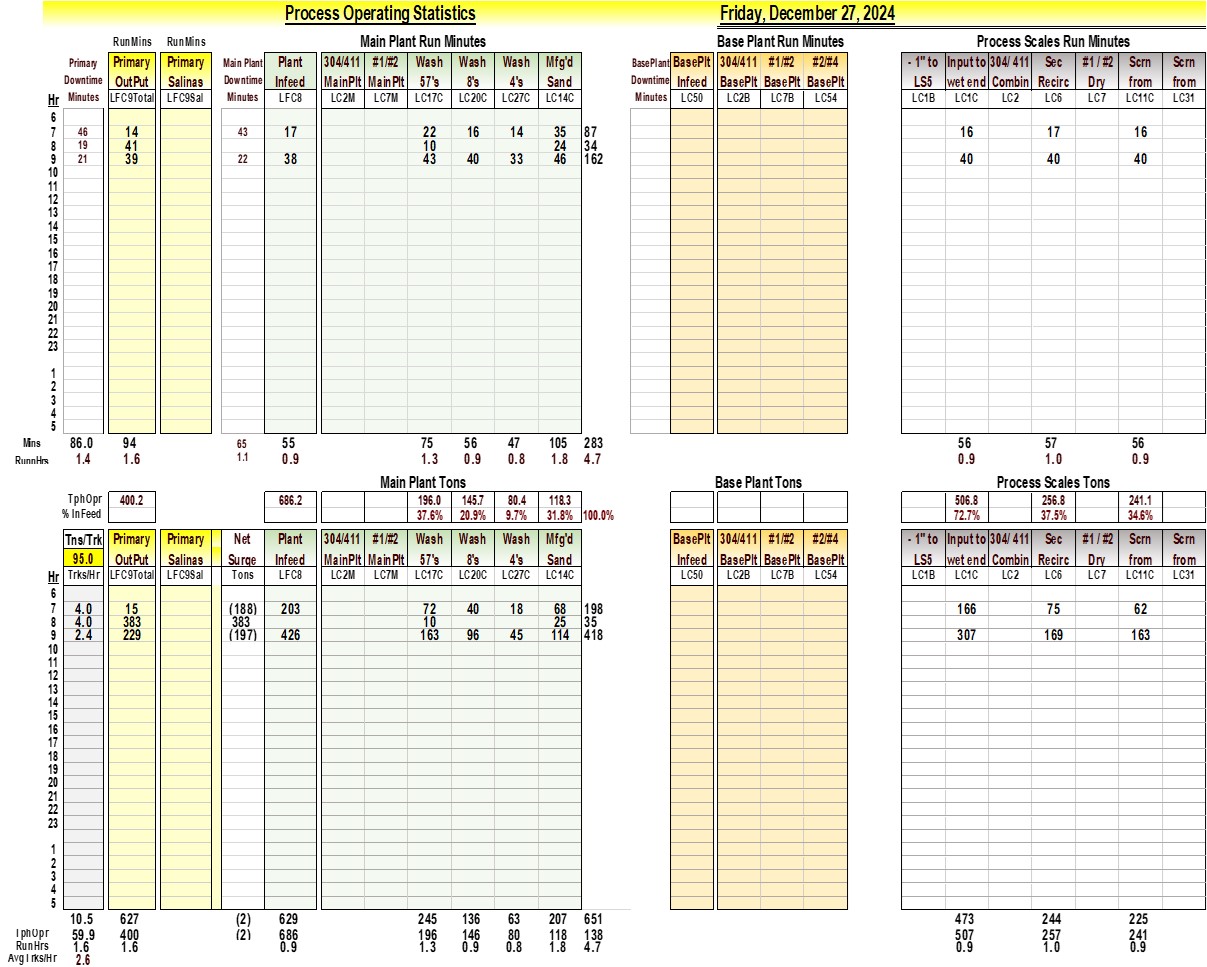 Process Operating Statistics Friday, December 27, 2024
RunMins RunMins Main Plant Run Minutes Base Plant Run Minutes Process Scales Run Minutes
Primary Primary Primary Main Plant Plant 304/411 #1/#2 Wash Wash Wash Mfg'd BasePlant BasePlt 304/411 #1/#2 #2/#4 - 1" to Input to 304/ 411 Sec #1 / #2 Scrn Scrn
Downtime OutPut Salinas Downtime Infeed MainPlt MainPlt 57's 8's 4's Sand Downtime Infeed BasePlt BasePlt BasePlt LS5 wet end Combin Recirc Dry from from
Hr Minutes LFC9Total LFC9Sal Minutes LFC8 LC2M LC7M LC17C LC20C LC27C LC14C Minutes LC50 LC2B LC7B LC54 LC1B LC1C LC2 LC6 LC7 LC11C LC31
6
7 46 14 43 17 22 16 14 35 87 16 17 16
8 19 41 10 24 34
9 21 39 22 38 43 40 33 46 162 40 40 40
10
11
12
13
14
15
16
17
18
19
20
21
22
23
1
2
3
4
5
Mins 86.0 94 65 55 75 56 47 105 283 56 57 56
RunnHrs 1.4 1.6 1.1 0.9 1.3 0.9 0.8 1.8 4.7 0.9 1.0 0.9
Main Plant Tons Base Plant Tons Process Scales Tons
TphOpr 400.2 686.2 196.0 145.7 80.4 118.3 506.8 256.8 241.1
% InFeed 37.6% 20.9% 9.7% 31.8% 100.0% 72.7% 37.5% 34.6%
Tns/Trk Primary Primary Net Plant 304/411 #1/#2 Wash Wash Wash Mfg'd BasePlt 304/411 #1/#2 #2/#4 - 1" to Input to 304/ 411 Sec #1 / #2 Scrn Scrn
95.0 OutPut Salinas Surge Infeed MainPlt MainPlt 57's 8's 4's Sand Infeed BasePlt BasePlt BasePlt LS5 wet end Combin Recirc Dry from from
Hr Trks/Hr LFC9Total LFC9Sal Tons LFC8 LC2M LC7M LC17C LC20C LC27C LC14C LC50 LC2B LC7B LC54 LC1B LC1C LC2 LC6 LC7 LC11C LC31
6
7 4.0 15 (188) 203 72 40 18 68 198 166 75 62
8 4.0 383 383 10 25 35
9 2.4 229 (197) 426 163 96 45 114 418 307 169 163
10
11
12
13
14
15
16
17
18
19
20
21
22
23
1
2
3
4
5
10.5 627 (2) 629 245 136 63 207 651 473 244 225
TphOpr 59.9 400 (2) 686 196 146 80 118 138 507 257 241
RunHrs 1.6 1.6 0.9 1.3 0.9 0.8 1.8 4.7 0.9 1.0 0.9
AvgTrks/Hr 2.6